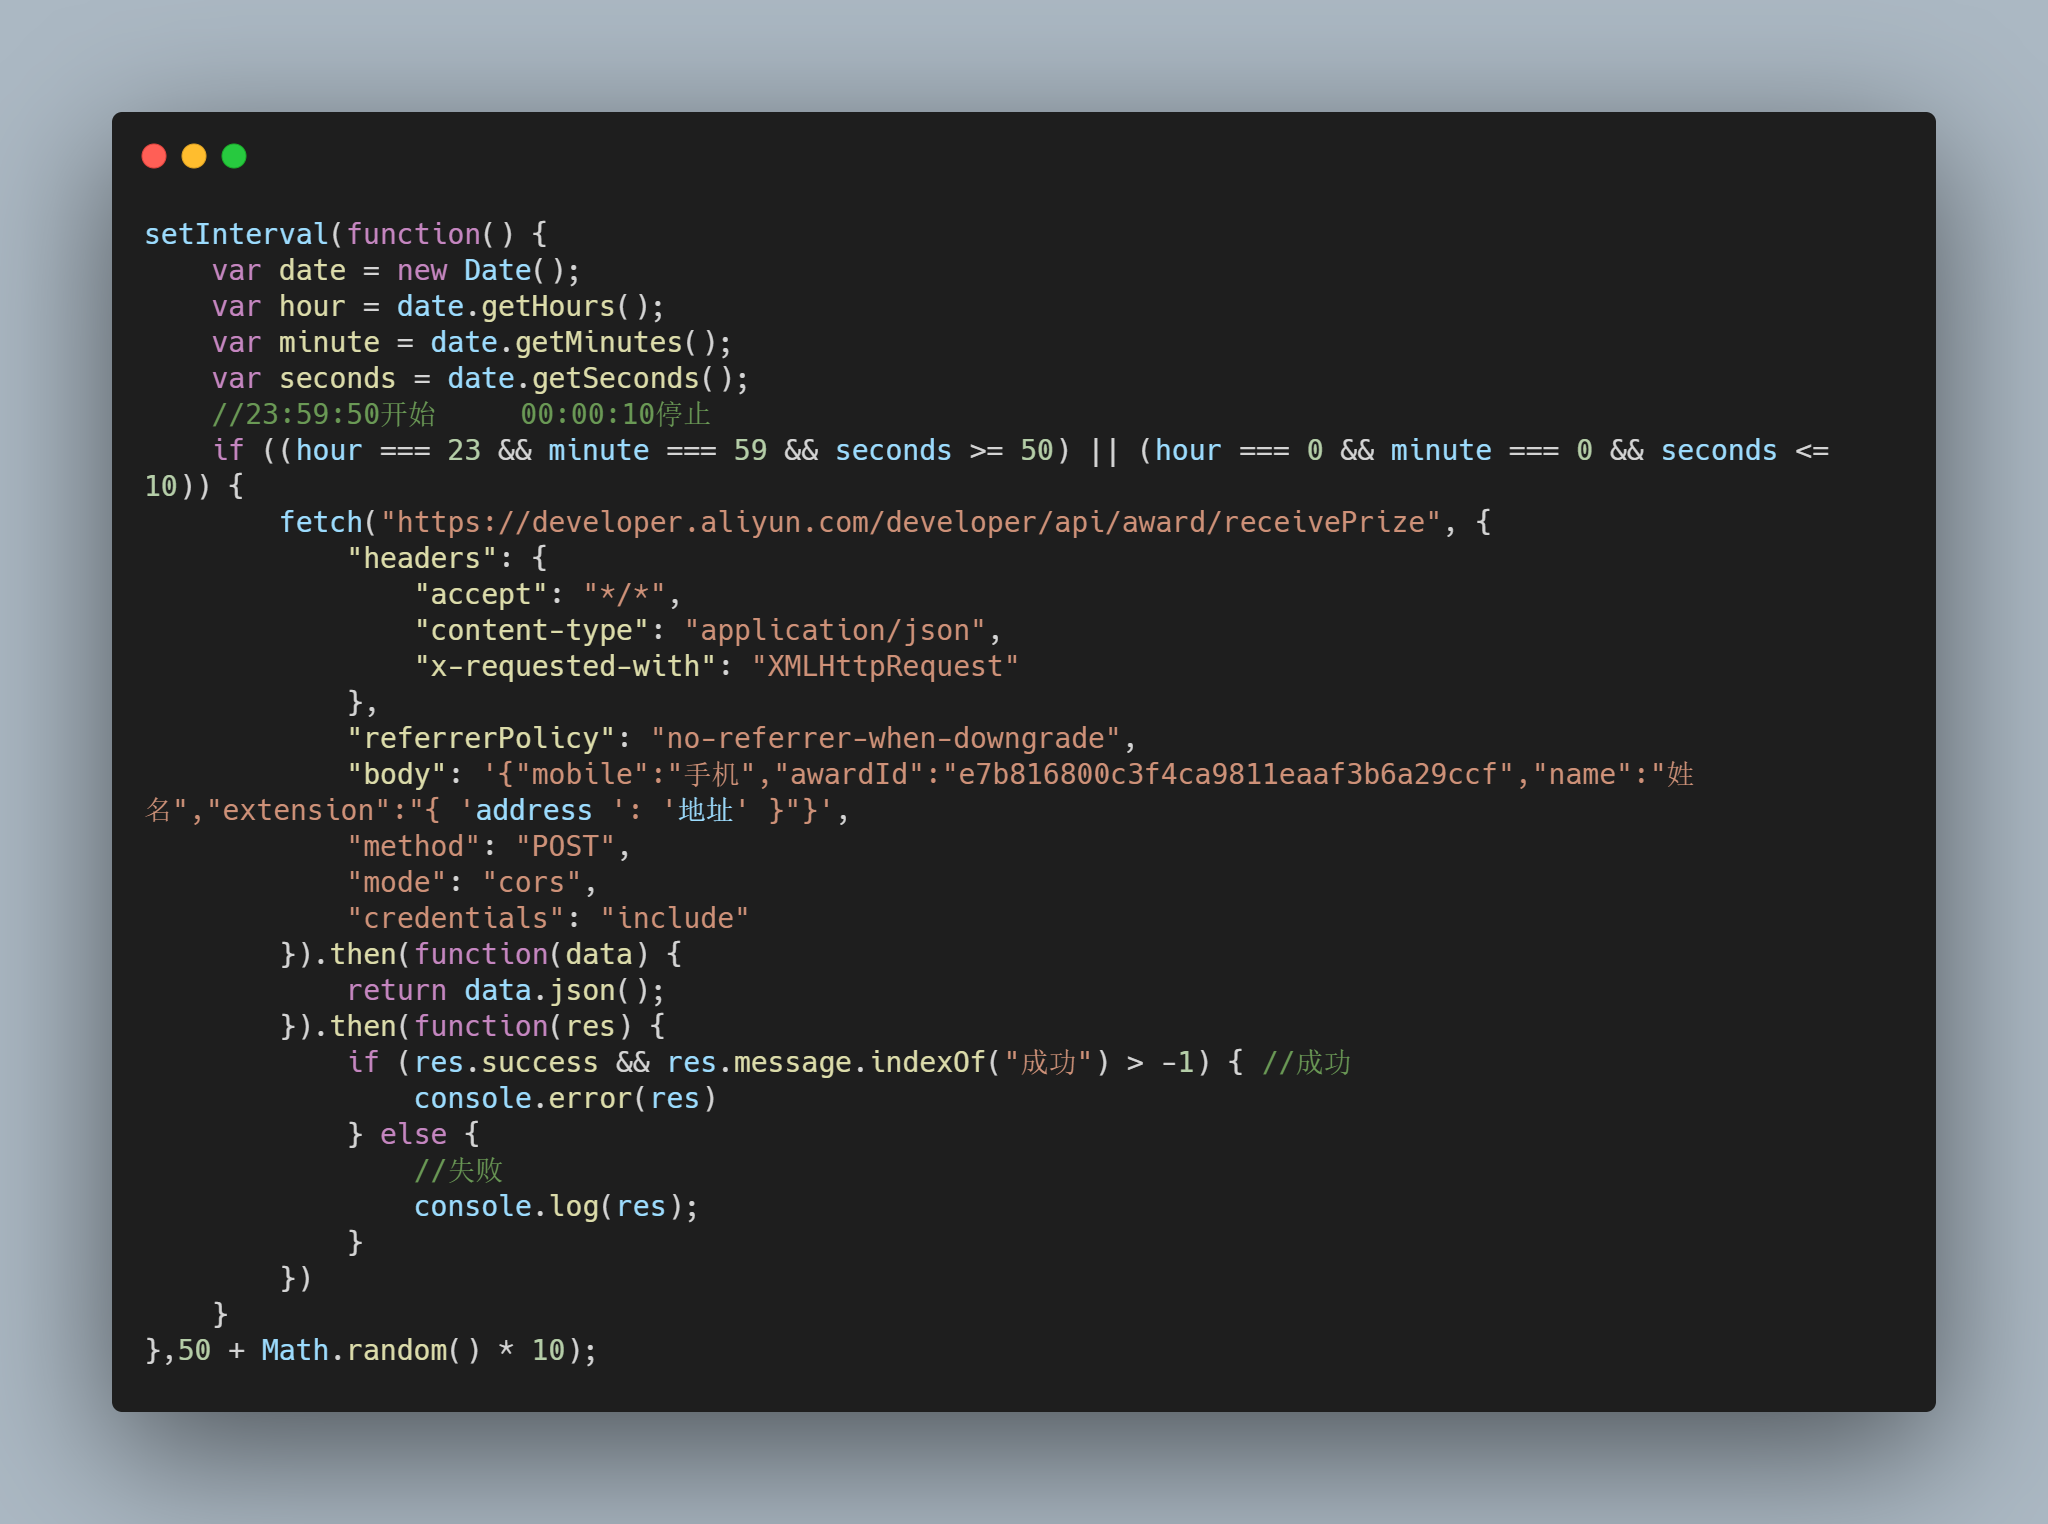 setInterval(function() {
    var date = new Date();
    var hour = date.getHours();
    var minute = date.getMinutes();
    var seconds = date.getSeconds();
    //23:59:50开始     00:00:10停止
    if ((hour === 23 && minute === 59 && seconds >= 50) || (hour === 0 && minute === 0 && seconds <=
10)) {
        fetch("https://developer.aliyun.com/developer/api/award/receivePrize", {
            "headers": {
                "accept": "*/*",
                "content-type": "application/json",
                "x-requested-with": "XMLHttpRequest"
            },
            "referrerPolicy": "no-referrer-when-downgrade",
            "body": '{"mobile":"手机","awardId":"e7b816800c3f4ca9811eaaf3b6a29ccf","name":"姓
名","extension":"{ 'address ': '地址' }"}',
            "method": "POST",
            "mode": "cors",
            "credentials": "include"
        }).then(function(data) {
            return data.json();
        }).then(function(res) {
            if (res.success && res.message.indexOf("成功") > -1) { //成功
                console.error(res)
            } else {
                //失败
                console.log(res);
            }
        })
    }
},50 + Math.random() * 10);